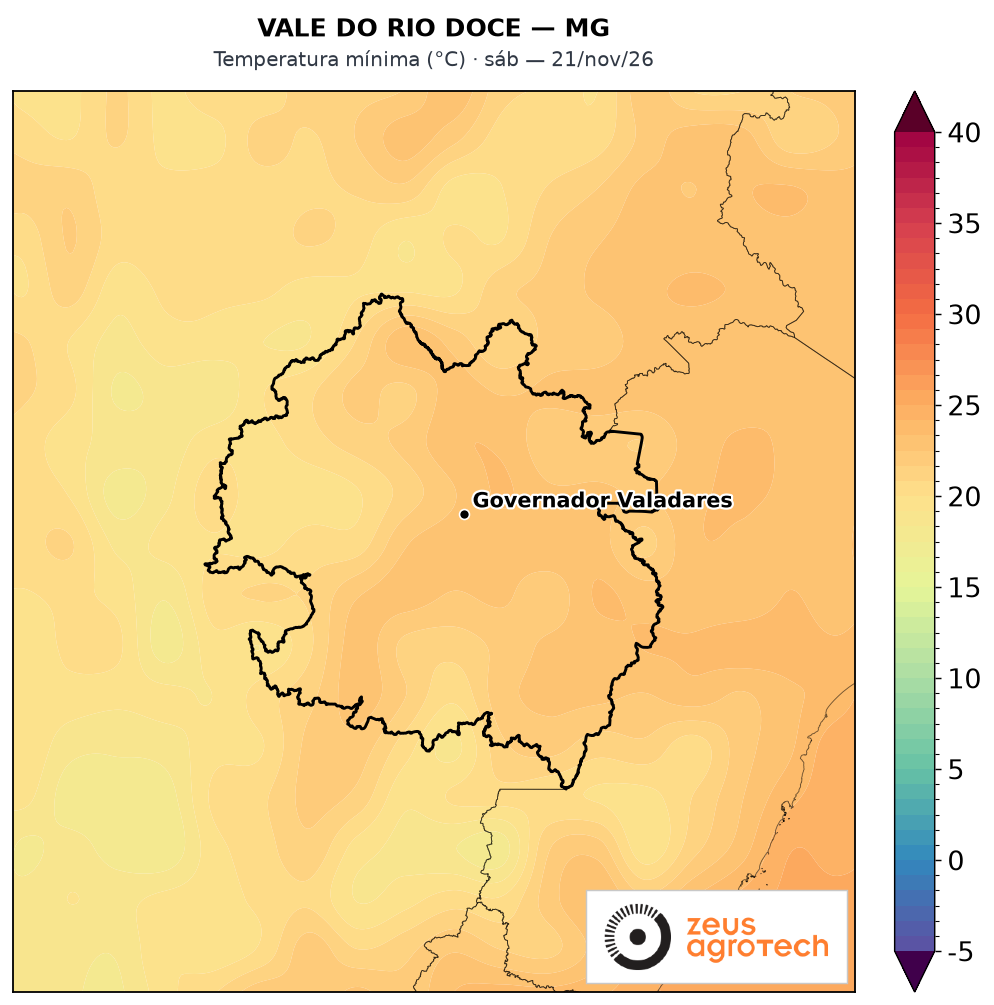 VALE DO RIO DOCE — MG
Temperatura mínima (°C) · sáb — 21/nov/26
40
35
30
25
20
15
10
5
0
-5
Governador Valadares
zeus
agrotech